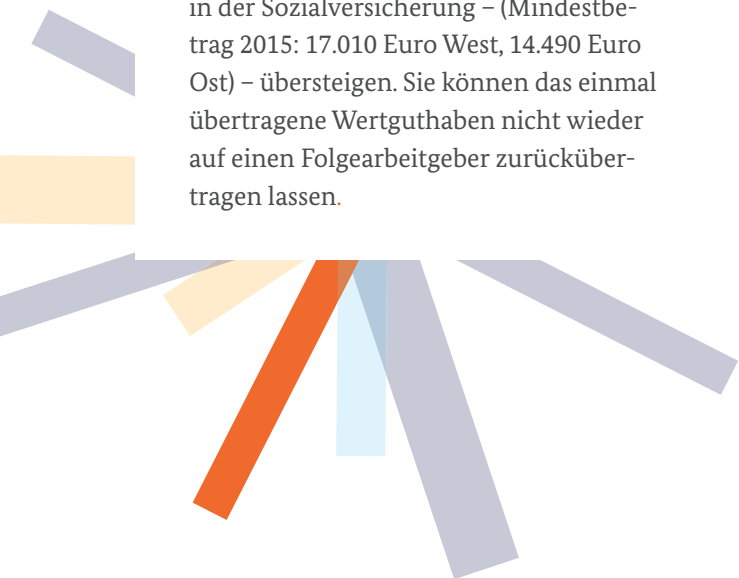 in der Sozialversicherung – (Mindestbe-
trag 2015: 17.010 Euro West, 14.490 Euro
Ost) – übersteigen. Sie können das einmal
übertragene Wertguthaben nicht wieder
auf einen Folgearbeitgeber zurücküber-
tragen lassen.